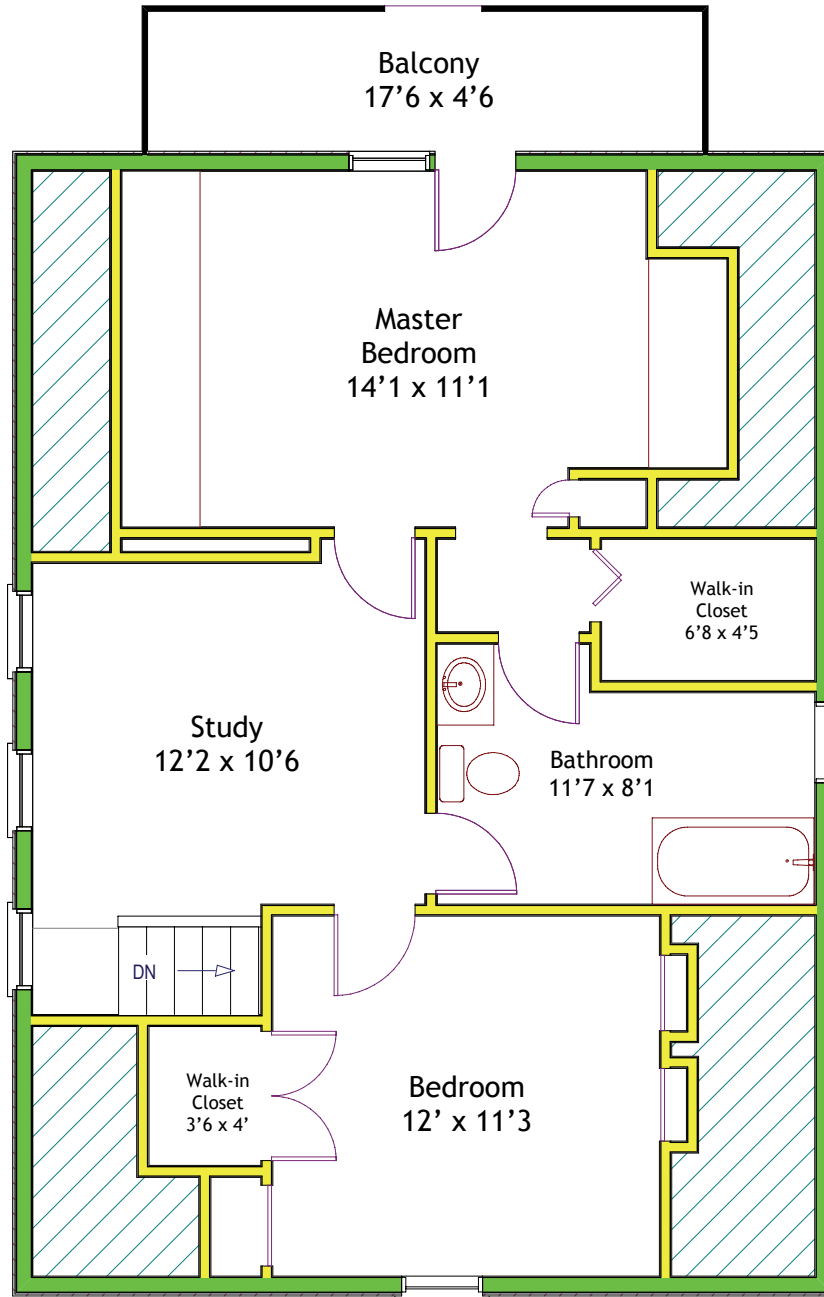 Balcony
17’6 x 4’6
Master
Bedroom
14’1 x 11’1
Walk-in
Closet
6’8 x 4’5
Study
12’2 x 10’6
Bathroom
11’7 x 8’1
DN
Walk-in
Closet
3’6 x 4’
Bedroom
12’ x 11’3